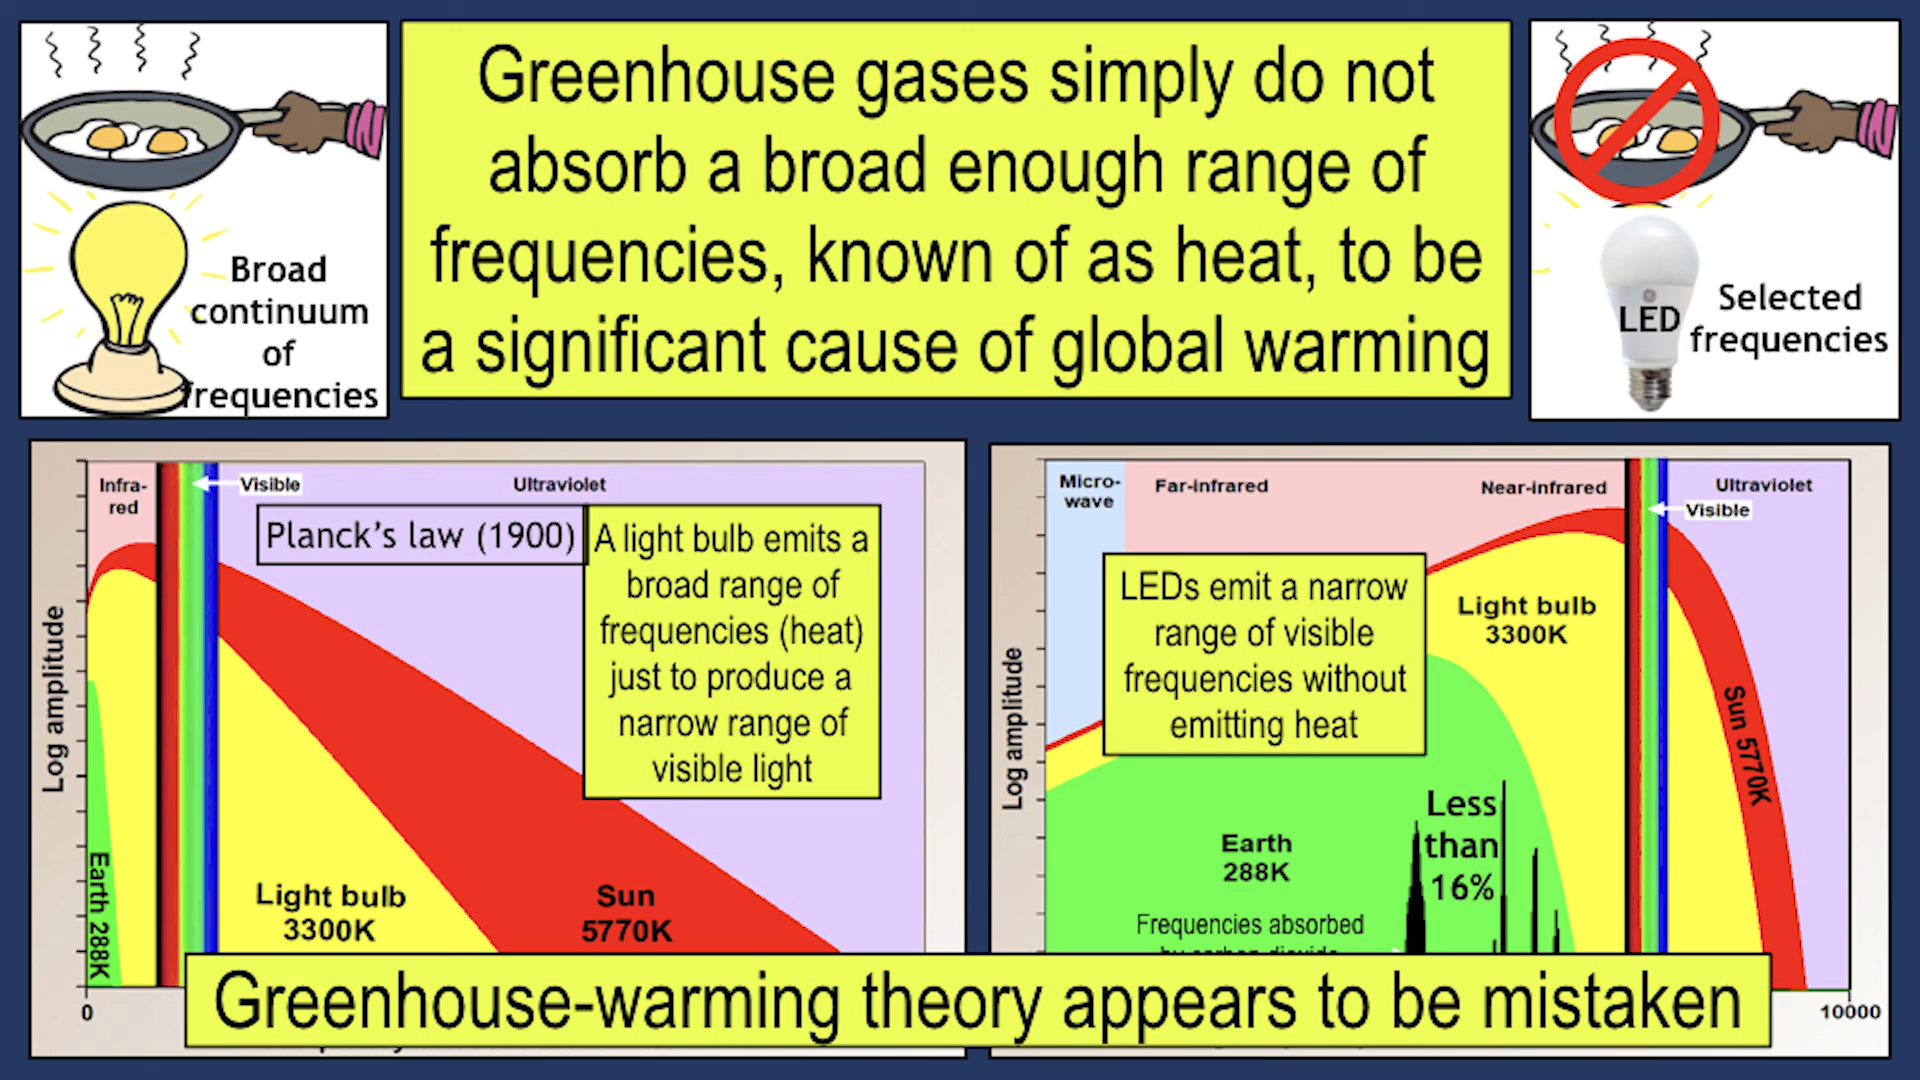 Greenhouse gases simply do not
absorb a broad enough range of
frequencies, known of as heat, to be
a significant cause of global warming
Broad
continuum
of
frequencies
LED
Selected
frequencies
Infra-
red
Visible
Ultraviolet
Planck's law (1900)
A light bulb emits a
broad range of
frequencies (heat)
just to produce a
narrow range of
visible light
Log amplitude
Earth 288K
Light bulb
3300K
Sun
5770K
0
Micro-
wave
Far-infrared
Near-infrared
Ultraviolet
Visible
LEDs emit a narrow
range of visible
frequencies without
emitting heat
Light bulb
3300K
Sun 5770K
Log amplitude
Earth
288K
Less
than
16%
Frequencies absorbed
by carbon dioxide
10000
Greenhouse-warming theory appears to be mistaken